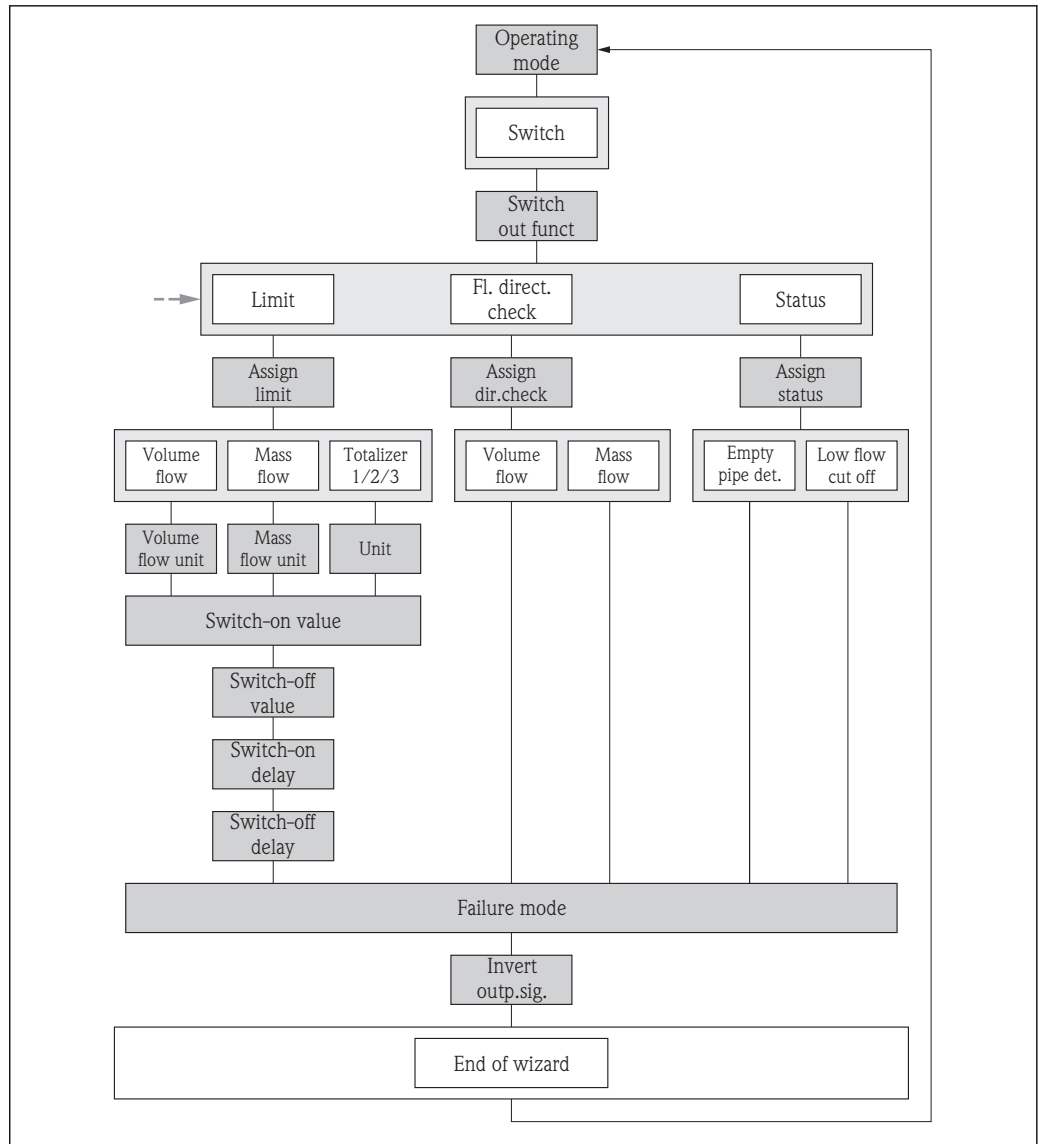 Operating
mode
Switch
Switch
out funct
Limit
Fl. direct.
check
Status
Assign
limit
Assign
dir.check
Assign
status
Volume
flow
Mass
flow
Totalizer
1/2/3
Volume
flow
Mass
flow
Empty
pipe det.
Low flow
cut off
Volume
flow unit
Mass
flow unit
Unit
Switch-on value
Switch-off
value
Switch-on
delay
Switch-off
delay
Failure mode
Invert
outp.sig.
End of wizard